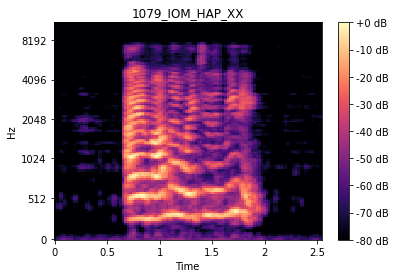 1079_IOM_HAP_XX
+0 dB
8192
-10 dB
4096
-20 dB
-30 dB
2048
-40 dB
Hz
1024
-50 dB
512
-60 dB
-70 dB
0
-80 dB
0 0.5 1 1.5 2 2.5
Time